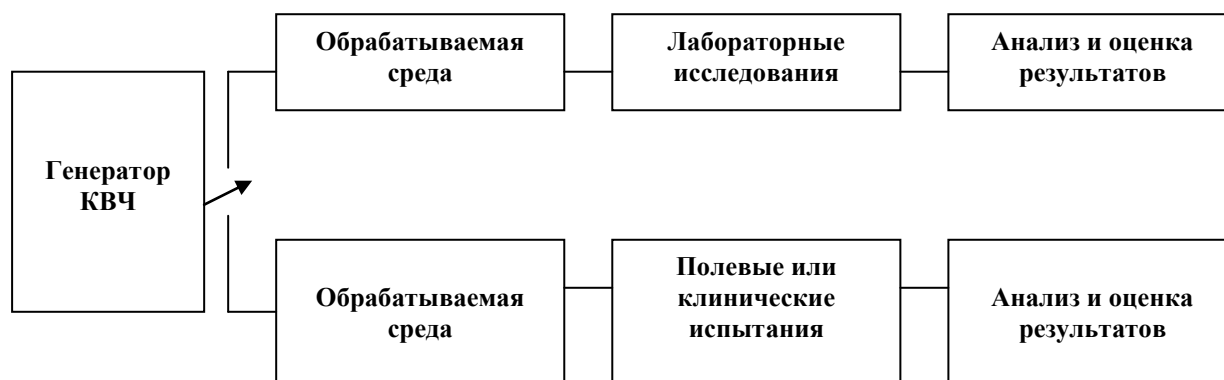 Генератор
КВЧ
Обрабатываемая
среда
Лабораторные
исследования
Анализ и оценка
результатов
Обрабатываемая
среда
Полевые или
клинические
испытания
Анализ и оценка
результатов